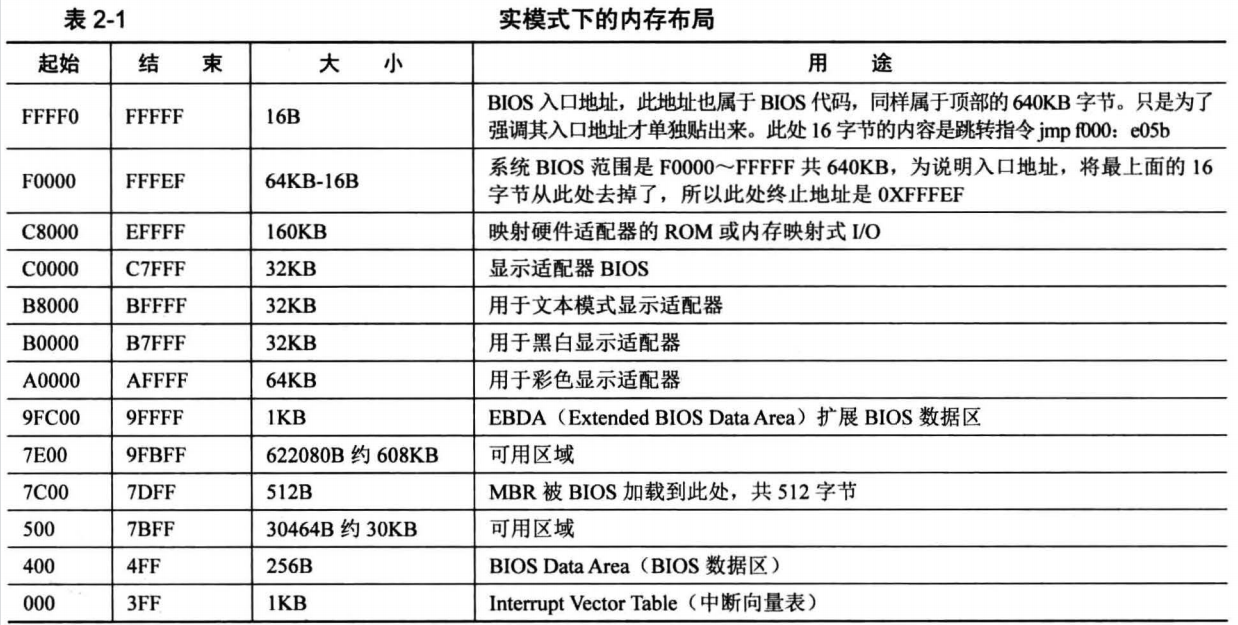 表 2-1 实模式下的内存布局
起始 结 束 大 小 用 途
FFFF0 FFFFF 16B BIOS 入口地址，此地址也属于 BIOS 代码，同样属于顶部的 640KB 字节。只是为了
强调其入口地址才单独贴出来。此处 16 字节的内容是跳转指令 jmp f000：e05b
F0000 FFFEF 64KB-16B 系统 BIOS 范围是 F0000～FFFFF 共 640KB，为说明入口地址，将最上面的 16
字节从此处去掉了，所以此处终止地址是 0XFFFEF
C8000 EFFFF 160KB 映射硬件适配器的 ROM 或内存映射式 I/O
C0000 C7FFF 32KB 显示适配器 BIOS
B8000 BFFFF 32KB 用于文本模式显示适配器
B0000 B7FFF 32KB 用于黑白显示适配器
A0000 AFFFF 64KB 用于彩色显示适配器
9FC00 9FFFF 1KB EBDA（Extended BIOS Data Area）扩展 BIOS 数据区
7E00 9FBFF 622080B 约 608KB 可用区域
7C00 7DFF 512B MBR 被 BIOS 加载到此处，共 512 字节
500 7BFF 30464B 约 30KB 可用区域
400 4FF 256B BIOS Data Area（BIOS 数据区）
000 3FF 1KB Interrupt Vector Table（中断向量表）